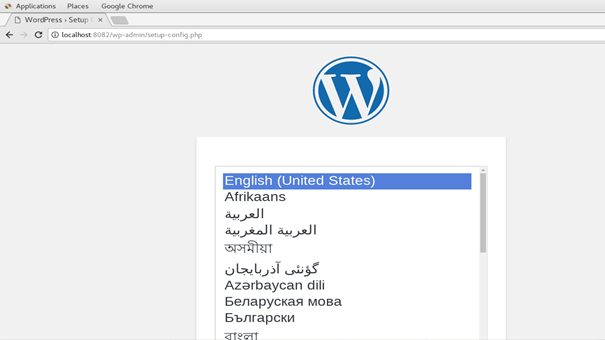 Applications Places Google Chrome
WordPress › Setup
localhost:8082/wp-admin/setup-config.php
English (United States)
Afrikaans
العربية
العربية المغربية
অসমীয়া
گؤنئی آذربایجان
Azərbaycan dili
Беларуская мова
Български
বাংলা